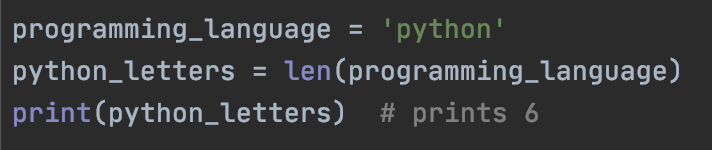 programming_language = 'python'
python_letters = len(programming_language)
print(python_letters)  # prints 6